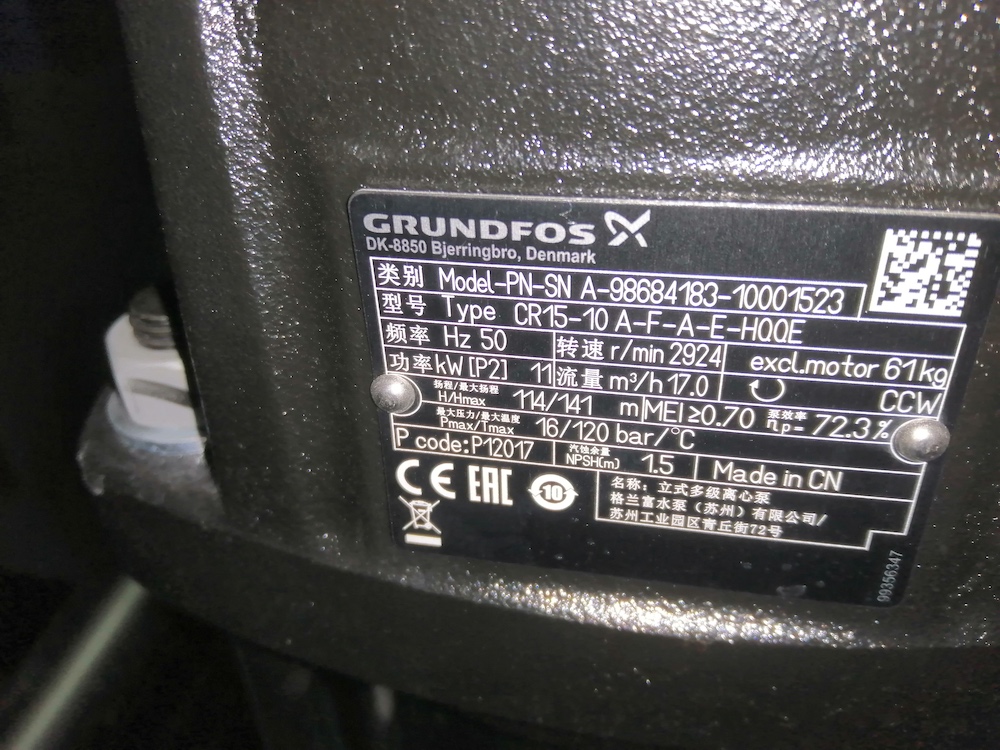 GRUNDFOS
DK-8850 Bjerringbro, Denmark
类别 Model-PN-SN A-98684183-10001523
型号 Type CR15-10 A-F-A-E-HQQE
频率 Hz 50 转速 r/min 2924 excl.motor 61kg
功率kW[P2] 11 流量 m³/h 17.0 CCW
扬程/最大扬程
H/Hmax 114/141 m MEI≥0.70 泵效率 ηp= 72.3%
最大压力/最大温度
Pmax/Tmax 16/120 bar/°C
P code:P12017 汽蚀余量 NPSH(m) 1.5 Made in CN
CE EAC 10
名称：立式多级离心泵
格兰富水泵（苏州）有限公司/
苏州工业园区青丘街72号
99356347